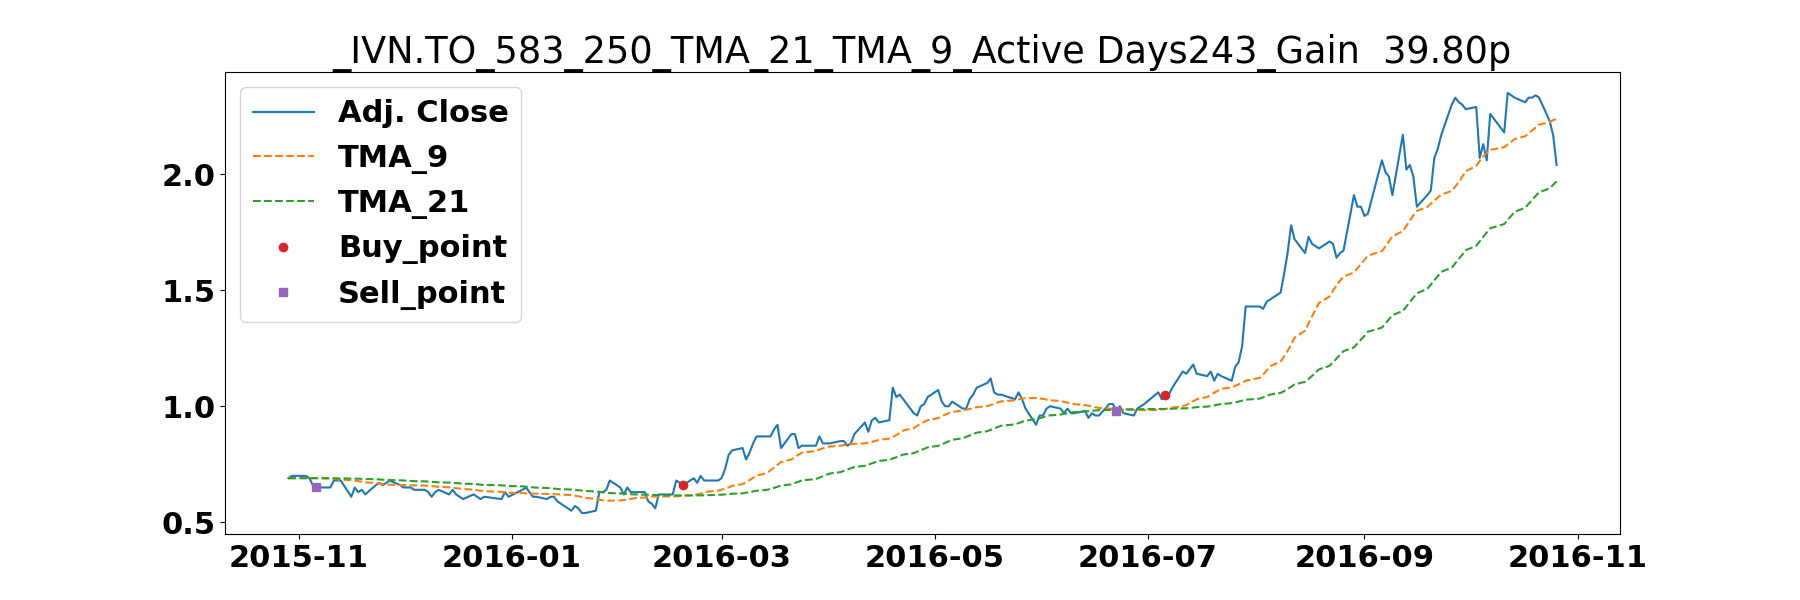 _IVN.TO_583_250_TMA_21_TMA_9_Active Days243_Gain  39.80p
Adj. Close
TMA_9
TMA_21
Buy_point
Sell_point
2.0
1.5
1.0
0.5
2015-11 2016-01 2016-03 2016-05 2016-07 2016-09 2016-11